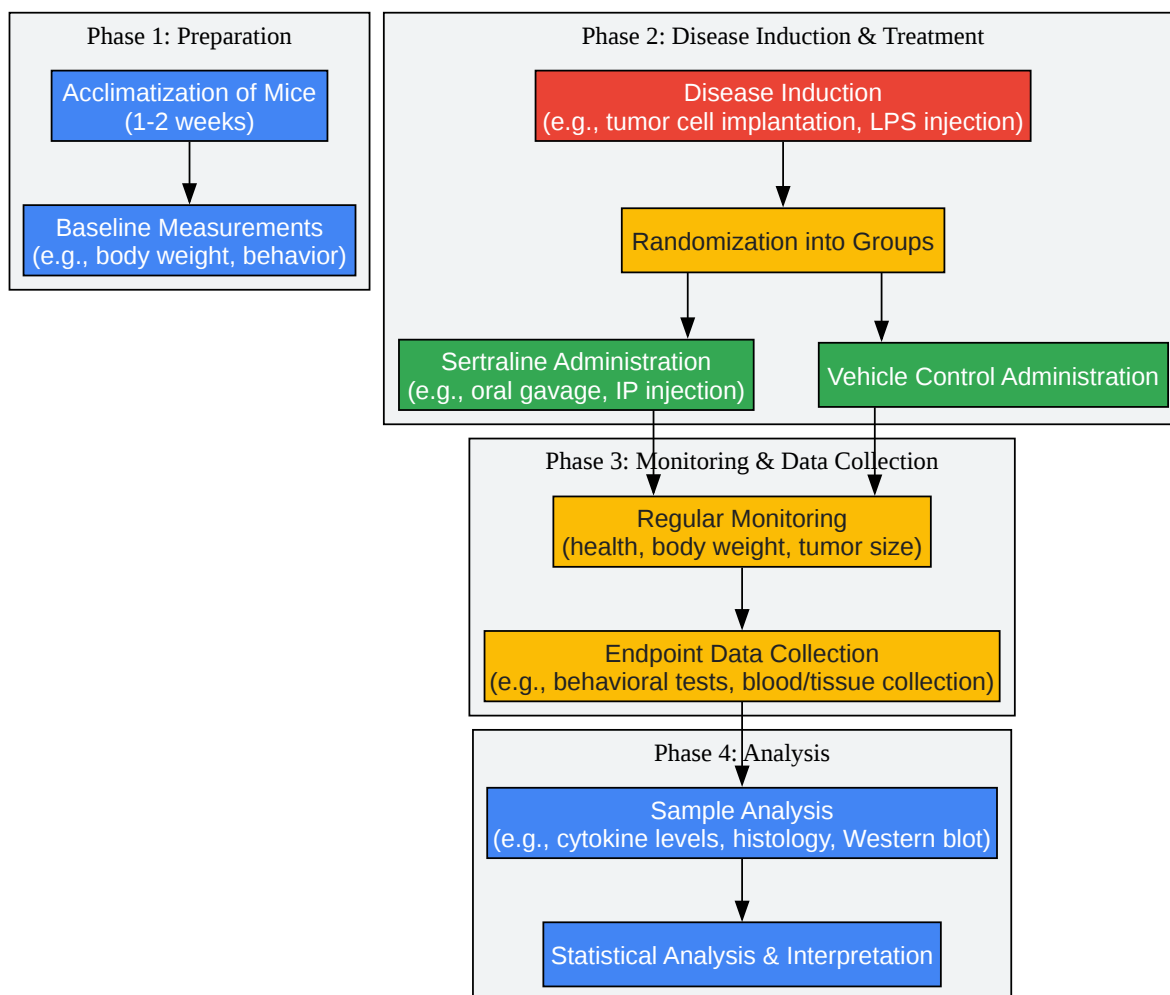 Phase 1: Preparation
Acclimatization of Mice
(1-2 weeks)
Baseline Measurements
(e.g., body weight, behavior)
Phase 2: Disease Induction & Treatment
Disease Induction
(e.g., tumor cell implantation, LPS injection)
Randomization into Groups
Sertraline Administration
(e.g., oral gavage, IP injection)
Vehicle Control Administration
Phase 3: Monitoring & Data Collection
Regular Monitoring
(health, body weight, tumor size)
Endpoint Data Collection
(e.g., behavioral tests, blood/tissue collection)
Phase 4: Analysis
Sample Analysis
(e.g., cytokine levels, histology, Western blot)
Statistical Analysis & Interpretation